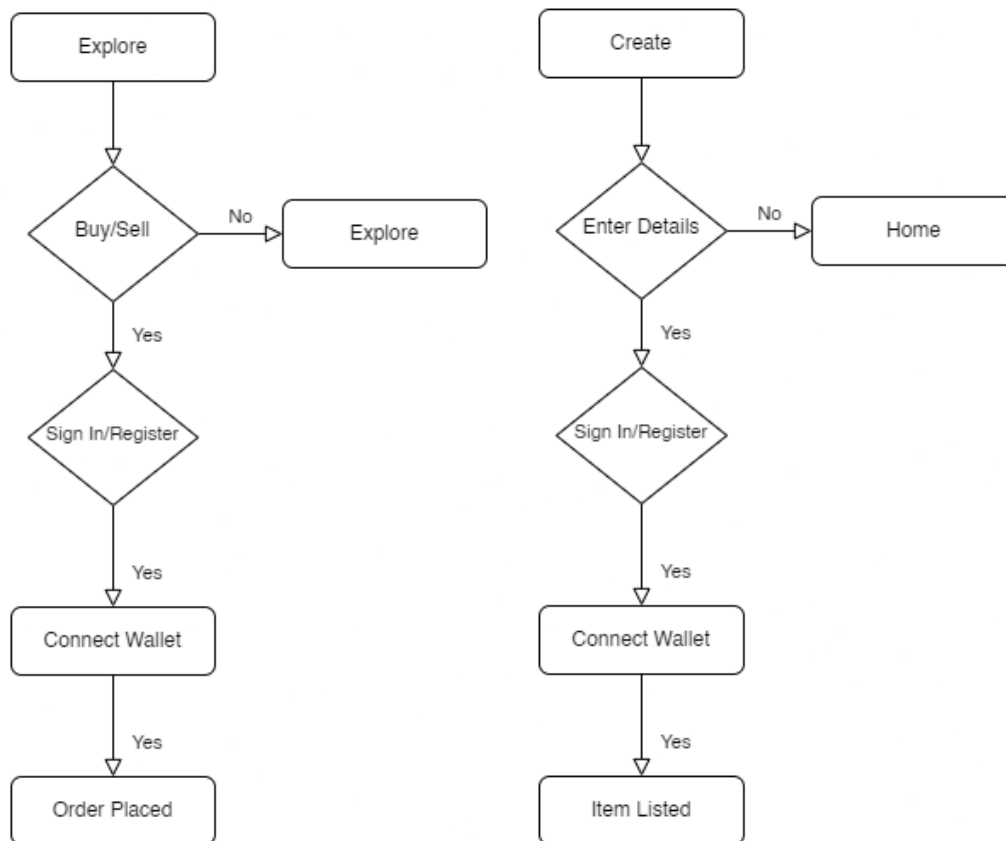 Explore
Buy/Sell
No
Explore
Yes
Sign In/Register
Yes
Connect Wallet
Yes
Order Placed
Create
Enter Details
No
Home
Yes
Sign In/Register
Yes
Connect Wallet
Yes
Item Listed